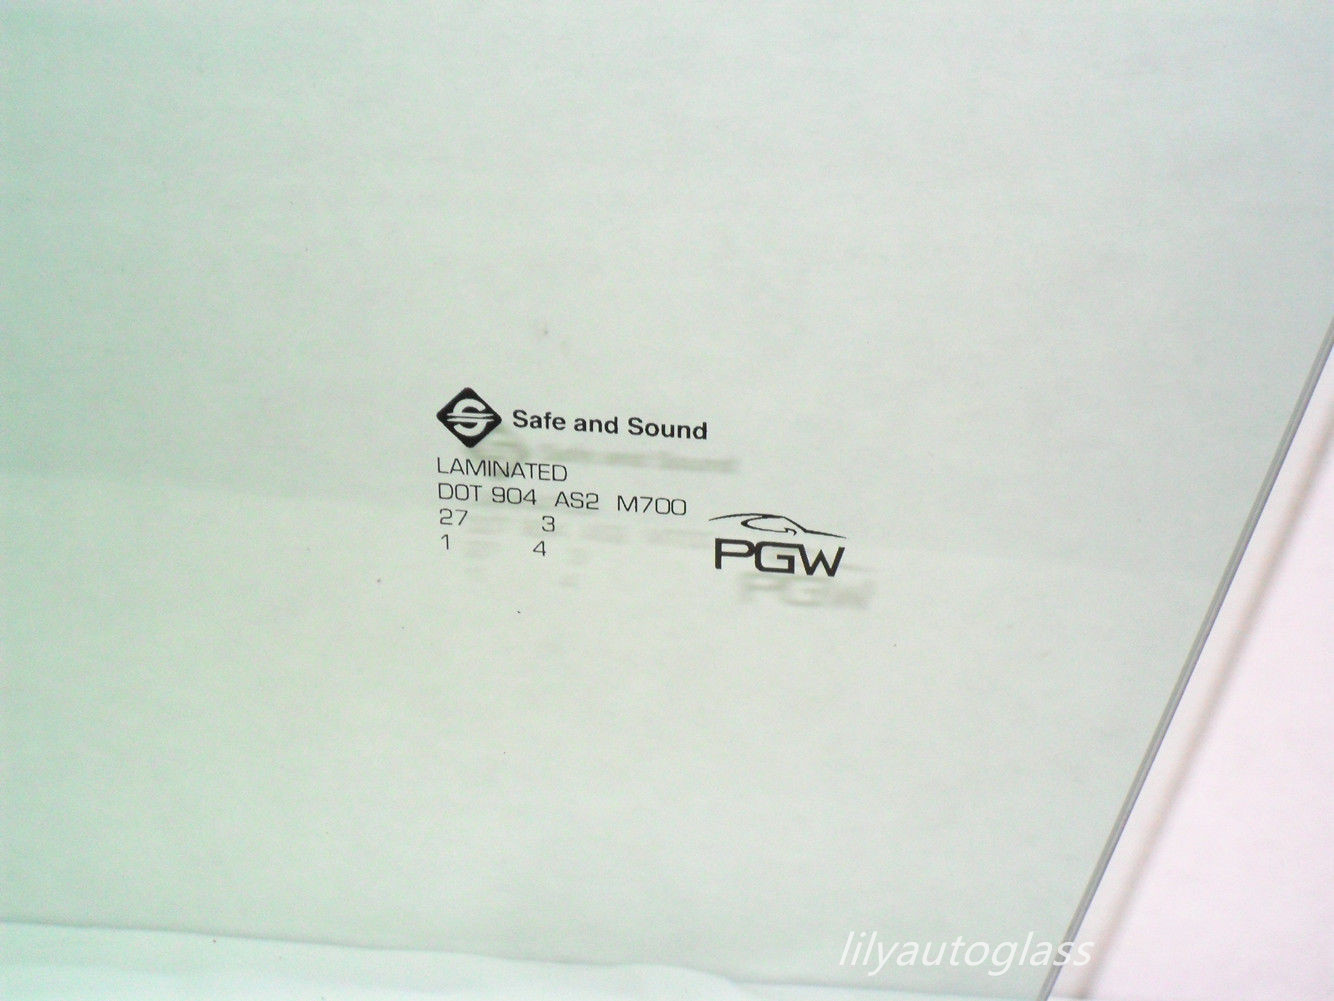 Safe and Sound
LAMINATED
DOT 904 AS2 M700
27 3
1 4
PGW
lilyautoglass